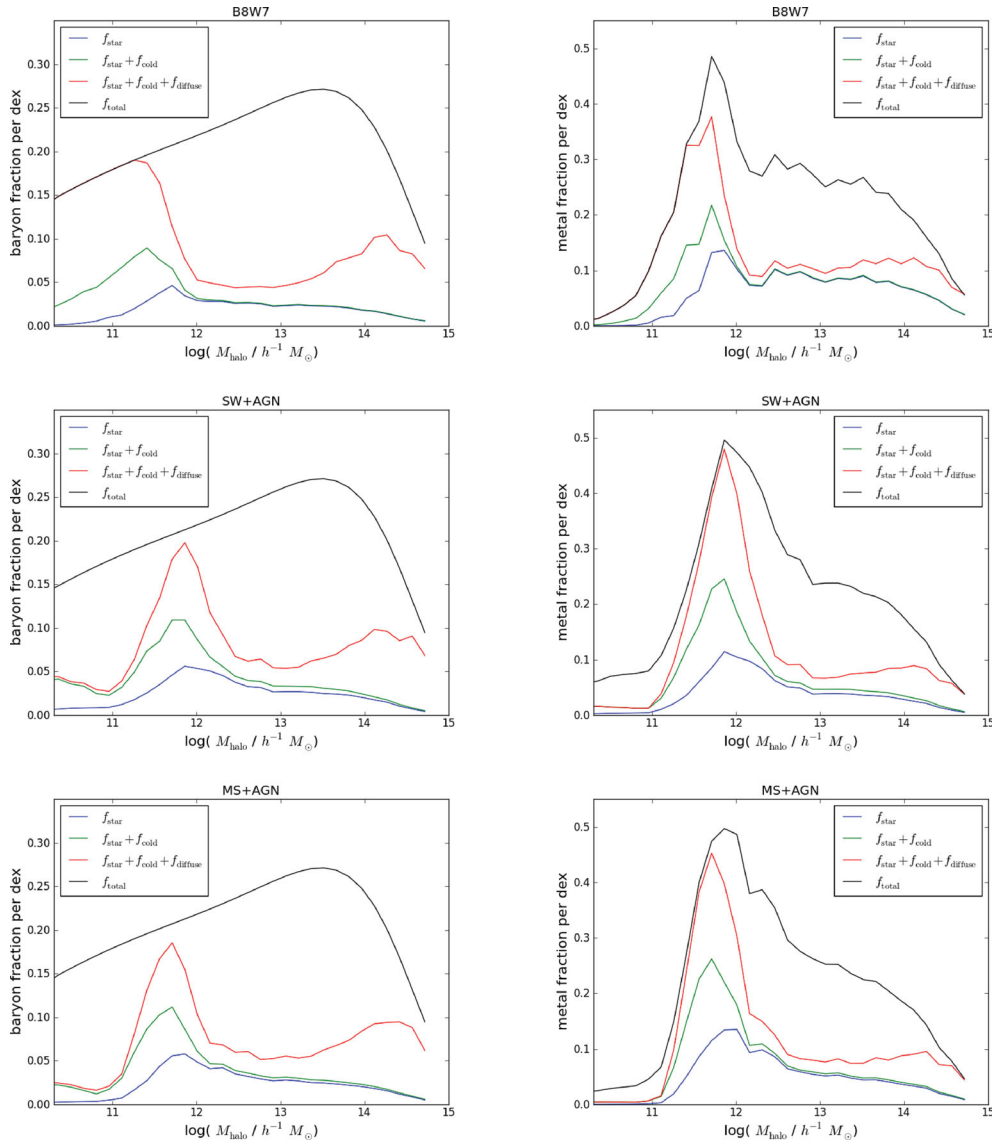 B8W7
baryon fraction per dex
0.30
0.25
0.20
0.15
0.10
0.05
0.00
f_star
f_star + f_cold
f_star + f_cold + f_diffuse
f_total
11 12 13 14 15
log( M_halo / h^−1 M_⊙)
B8W7
metal fraction per dex
0.5
0.4
0.3
0.2
0.1
0.0
f_star
f_star + f_cold
f_star + f_cold + f_diffuse
f_total
11 12 13 14 15
log( M_halo / h^−1 M_⊙)
SW+AGN
baryon fraction per dex
0.30
0.25
0.20
0.15
0.10
0.05
0.00
f_star
f_star + f_cold
f_star + f_cold + f_diffuse
f_total
11 12 13 14 15
log( M_halo / h^−1 M_⊙)
SW+AGN
metal fraction per dex
0.5
0.4
0.3
0.2
0.1
0.0
f_star
f_star + f_cold
f_star + f_cold + f_diffuse
f_total
11 12 13 14 15
log( M_halo / h^−1 M_⊙)
MS+AGN
baryon fraction per dex
0.30
0.25
0.20
0.15
0.10
0.05
0.00
f_star
f_star + f_cold
f_star + f_cold + f_diffuse
f_total
11 12 13 14 15
log( M_halo / h^−1 M_⊙)
MS+AGN
metal fraction per dex
0.5
0.4
0.3
0.2
0.1
0.0
f_star
f_star + f_cold
f_star + f_cold + f_diffuse
f_total
11 12 13 14 15
log( M_halo / h^−1 M_⊙)